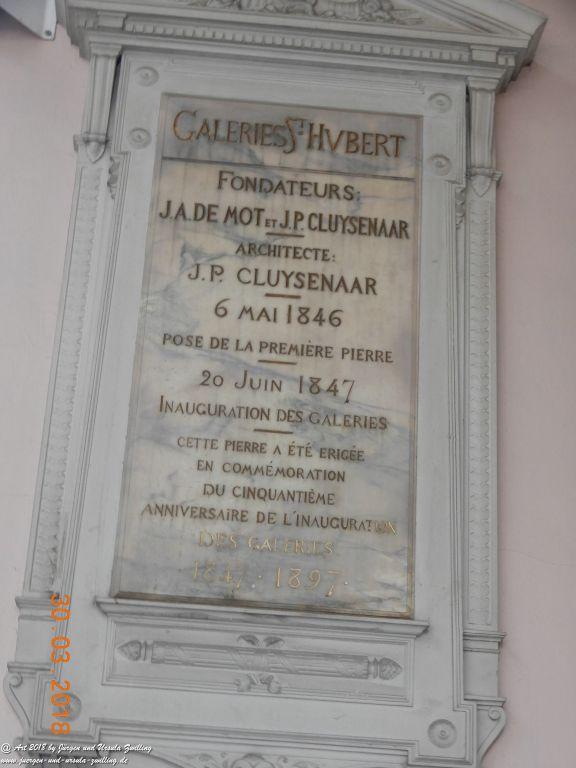 GALERIES ST HVBERT
FONDATEURS:
J.A. DE MOT ET J.P. CLUYSENAAR
ARCHITECTE:
J.P. CLUYSENAAR
6 MAI 1846
POSE DE LA PREMIÈRE PIERRE
20 JUIN 1847
INAUGURATION DES GALERIES
CETTE PIERRE A ÉTÉ ERIGÉE
EN COMMÉMORATION
DU CINQUANTIÈME
ANNIVERSAIRE DE L'INAUGURATION
DES GALERIES
1847 · 1897 ·
30 03 2018
© Art 2018 by Jürgen und Ursula Zwilling
www.juergen-und-ursula-zwilling.de